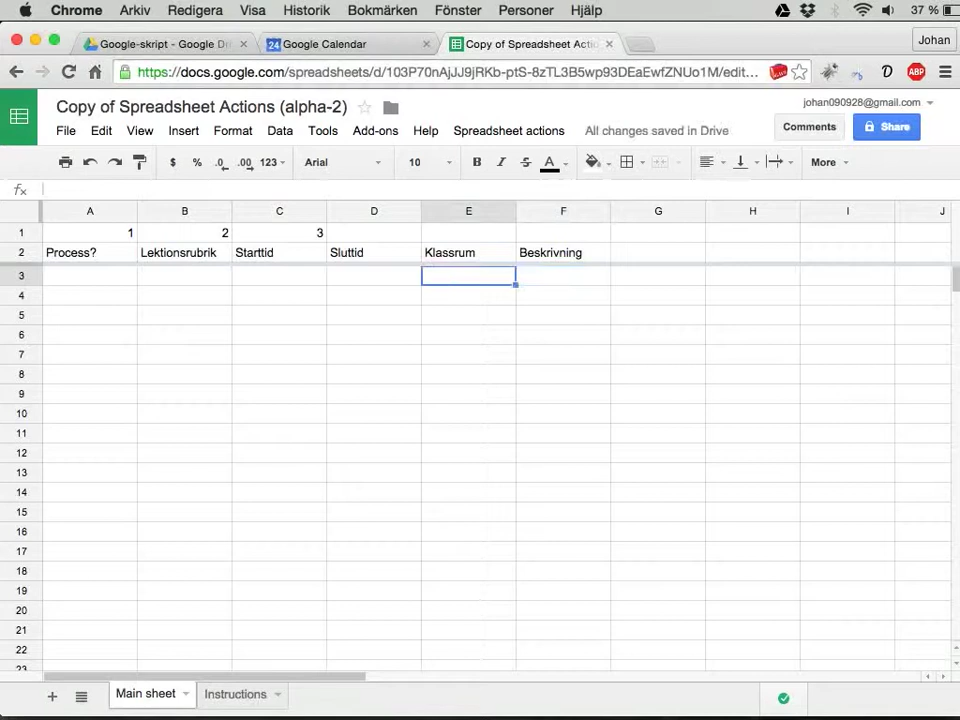 Chrome Arkiv Redigera Visa Historik Bokmärken Fönster Personer Hjälp 37 %
Google-skript - Google Dri Google Calendar Copy of Spreadsheet Actio Johan
https://docs.google.com/spreadsheets/d/103P70nAjJJ9jRKb-ptS-8zTL3B5wp93DEaEwfZNUo1M/edit... D ABP
Copy of Spreadsheet Actions (alpha-2) johan090928@gmail.com
File Edit View Insert Format Data Tools Add-ons Help Spreadsheet actions All changes saved in Drive Comments Share
$ % .0 .00 123 Arial 10 B I S A More
fx
A B C D E F G H I J
1 1 2 3
2 Process? Lektionsrubrik Starttid Sluttid Klassrum Beskrivning
3
4
5
6
7
8
9
10
11
12
13
14
15
16
17
18
19
20
21
22
23
Main sheet Instructions